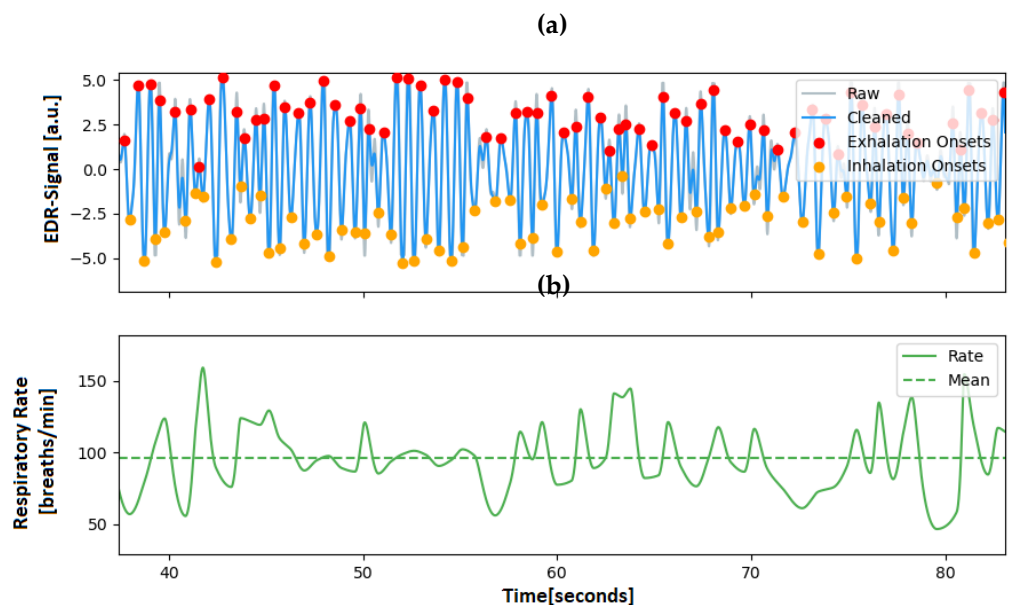 (a)
EDR-Signal [a.u.]
5.0
2.5
0.0
−2.5
−5.0
Raw
Cleaned
Exhalation Onsets
Inhalation Onsets
(b)
Respiratory Rate
[breaths/min]
150
100
50
Rate
Mean
40 50 60 70 80
Time[seconds]